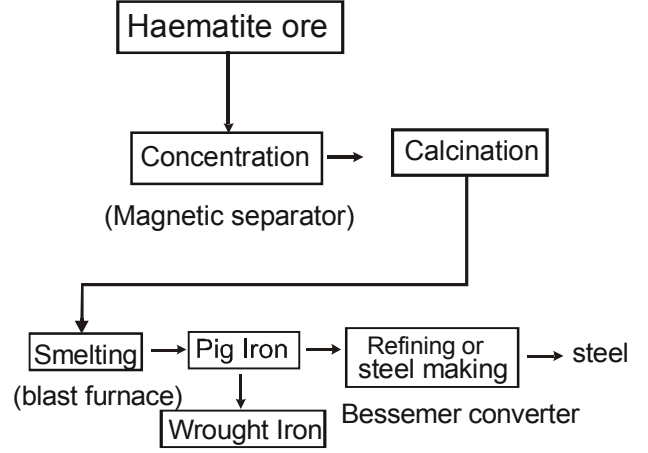 Haematite ore
Concentration
Calcination
(Magnetic separator)
Smelting
Pig Iron
Refining or
steel making
steel
(blast furnace)
Bessemer converter
Wrought Iron